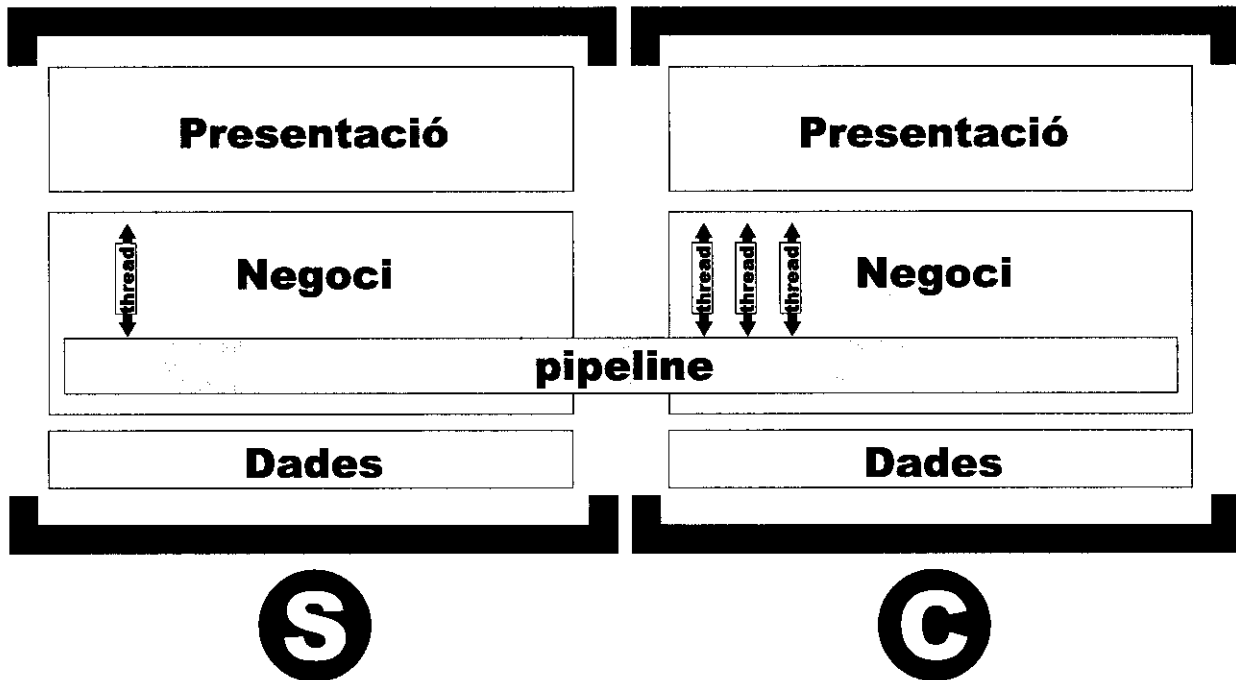 Presentació
Presentació
thread
Negoci
thread
thread
thread
Negoci
pipeline
Dades
Dades
S
C